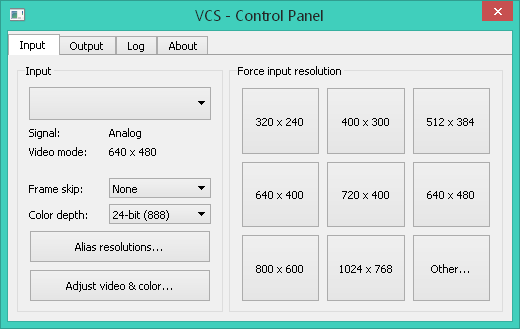 VCS - Control Panel
Input Output Log About
Input
Signal: Analog
Video mode: 640 x 480
Frame skip: None
Color depth: 24-bit (888)
Alias resolutions...
Adjust video & color...
Force input resolution
320 x 240 400 x 300 512 x 384
640 x 400 720 x 400 640 x 480
800 x 600 1024 x 768 Other...